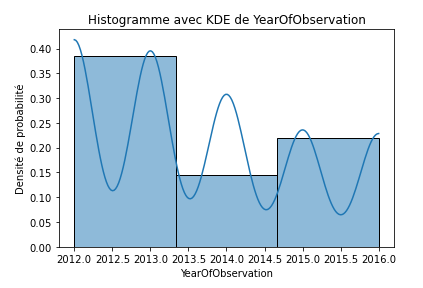 Histogramme avec KDE de YearOfObservation
Densité de probabilité
0.40
0.35
0.30
0.25
0.20
0.15
0.10
0.05
0.00
2012.0 2012.5 2013.0 2013.5 2014.0 2014.5 2015.0 2015.5 2016.0
YearOfObservation